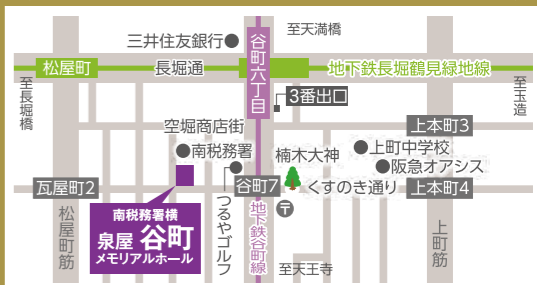 至天満橋
三井住友銀行
谷町六丁目
松屋町
長堀通
地下鉄長堀鶴見緑地線
至長堀橋
至玉造
3番出口
空堀商店街
上本町3
南税務署
楠木大神
上町中学校
阪急オアシス
瓦屋町2
谷町7
くすのき通り
上本町4
南税務署横
泉屋 谷町
メモリアルホール
つるやゴルフ
地下鉄谷町線
〒
松屋町筋
上町筋
至天王寺